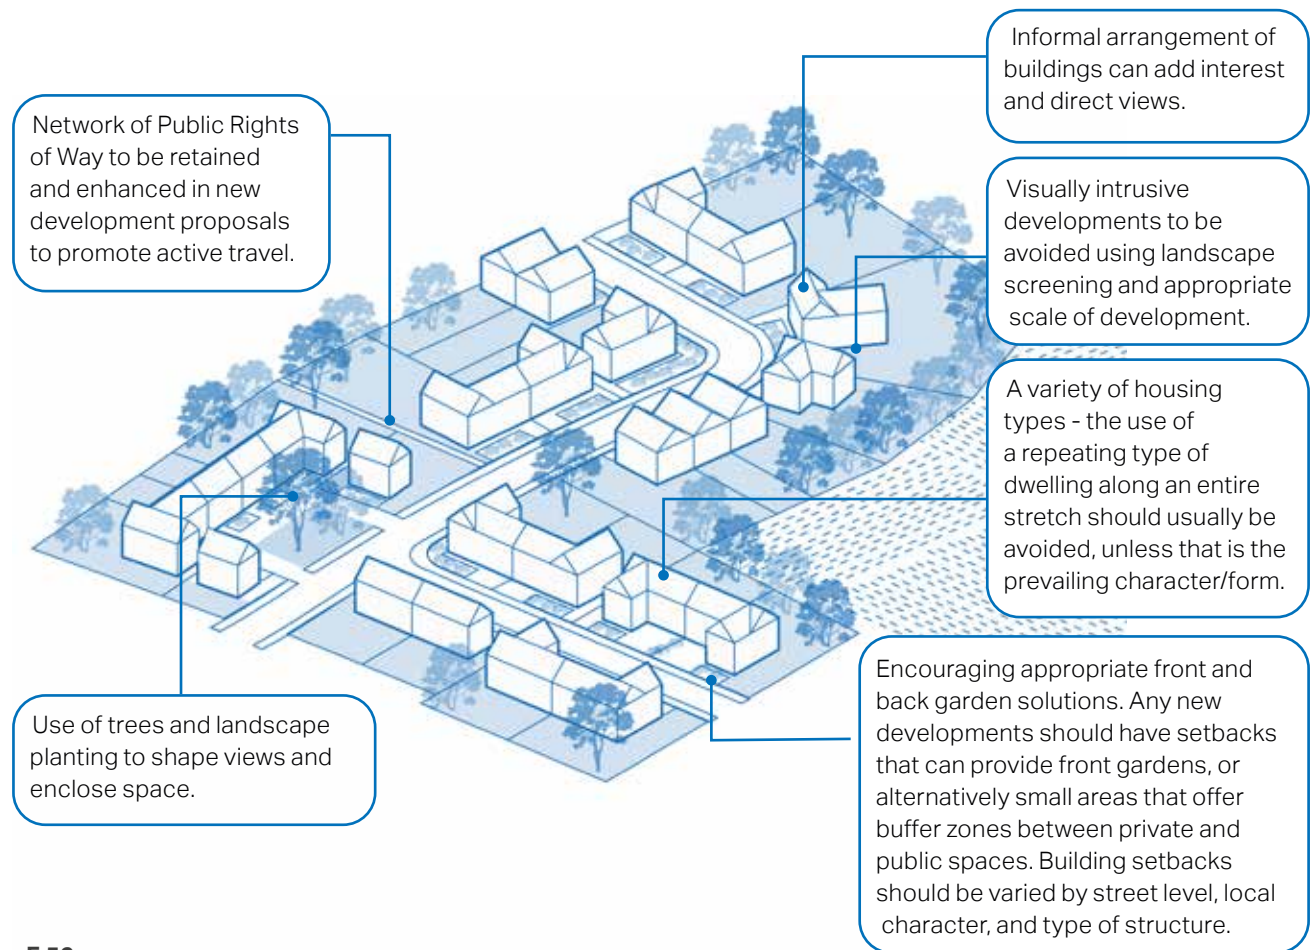 Informal arrangement of
buildings can add interest
and direct views.
Network of Public Rights
of Way to be retained
and enhanced in new
development proposals
to promote active travel.
Visually intrusive
developments to be
avoided using landscape
screening and appropriate
scale of development.
A variety of housing
types - the use of
a repeating type of
dwelling along an entire
stretch should usually be
avoided, unless that is the
prevailing character/form.
Use of trees and landscape
planting to shape views and
enclose space.
Encouraging appropriate front and
back garden solutions. Any new
developments should have setbacks
that can provide front gardens, or
alternatively small areas that offer
buffer zones between private and
public spaces. Building setbacks
should be varied by street level, local
character, and type of structure.